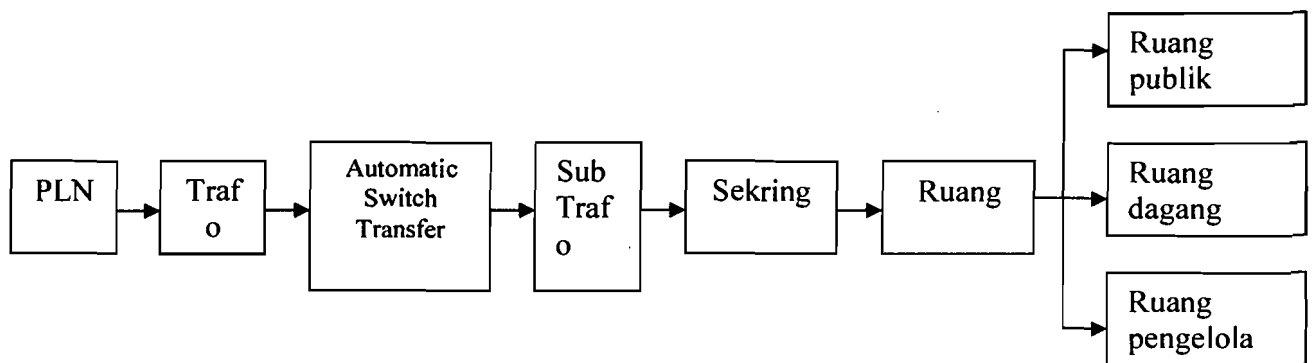 PLN
Traf
o
Automatic
Switch
Transfer
Sub
Traf
o
Sekring
Ruang
Ruang
publik
Ruang
dagang
Ruang
pengelola